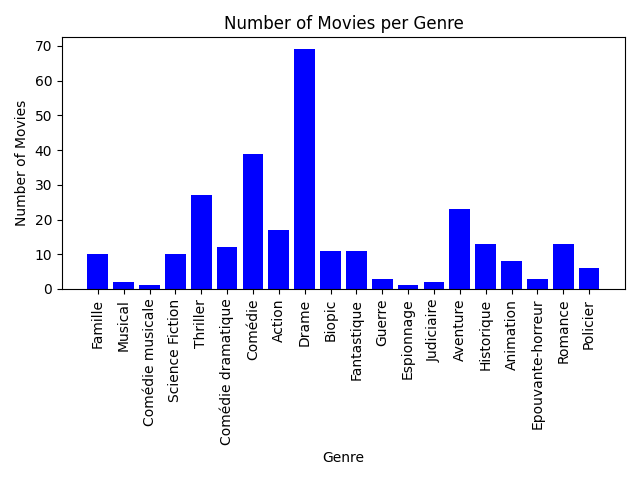 Number of Movies per Genre
Number of Movies
70
60
50
40
30
20
10
0
Famille
Musical
Comédie musicale
Science Fiction
Thriller
Comédie dramatique
Comédie
Action
Drame
Biopic
Fantastique
Guerre
Espionnage
Judiciaire
Aventure
Historique
Animation
Epouvante-horreur
Romance
Policier
Genre